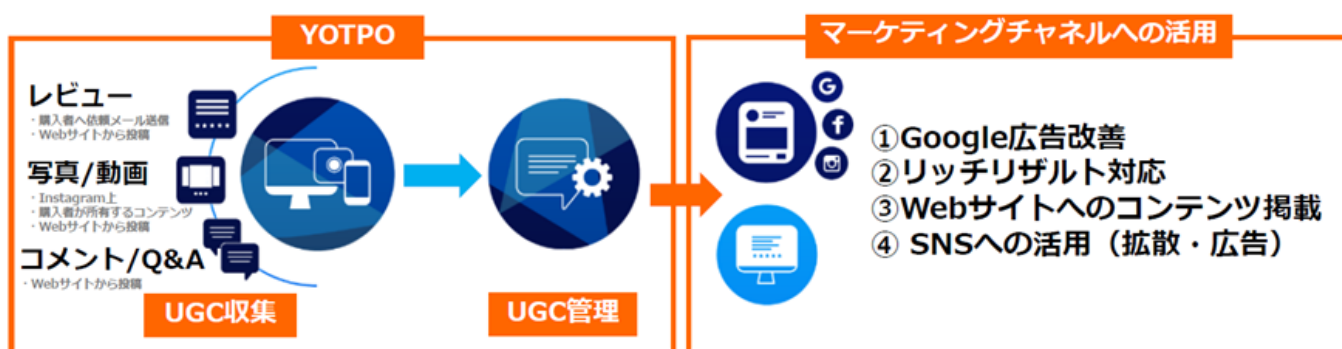 YOTPO
レビュー
・購入者へ依頼メール送信
・Webサイトから投稿
写真/動画
・Instagram上
・購入者が所有するコンテンツ
・Webサイトから投稿
コメント/Q&A
・Webサイトから投稿
UGC収集
UGC管理
マーケティングチャネルへの活用
①Google広告改善
②リッチリザルト対応
③Webサイトへのコンテンツ掲載
④ SNSへの活用（拡散・広告）